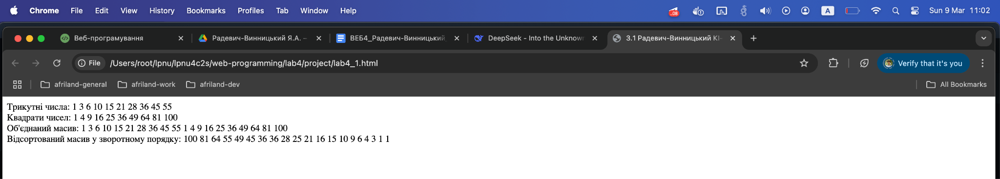 Chrome File Edit View History Bookmarks Profiles Tab Window Help ..08 A Sun 9 Mar 11:02
Веб-програмування Радевич-Винницький Я.А. – ВЕБ4_Радевич-Винницький_ DeepSeek - Into the Unknown 3.1 Радевич-Винницький КІ-
File /Users/root/lpnu/lpnu4c2s/web-programming/lab4/project/lab4_1.html Verify that it's you
afriland-general afriland-work afriland-dev All Bookmarks
Трикутні числа: 1 3 6 10 15 21 28 36 45 55
Квадрати чисел: 1 4 9 16 25 36 49 64 81 100
Об'єднаний масив: 1 3 6 10 15 21 28 36 45 55 1 4 9 16 25 36 49 64 81 100
Відсортований масив у зворотному порядку: 100 81 64 55 49 45 36 36 28 25 21 16 15 10 9 6 4 3 1 1